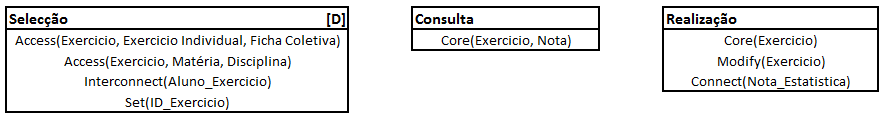 Selecção [D]
Access(Exercicio, Exercicio Individual, Ficha Coletiva)
Access(Exercicio, Matéria, Disciplina)
Interconnect(Aluno_Exercicio)
Set(ID_Exercicio)
Consulta
Core(Exercicio, Nota)
Realização
Core(Exercicio)
Modify(Exercicio)
Connect(Nota_Estatistica)